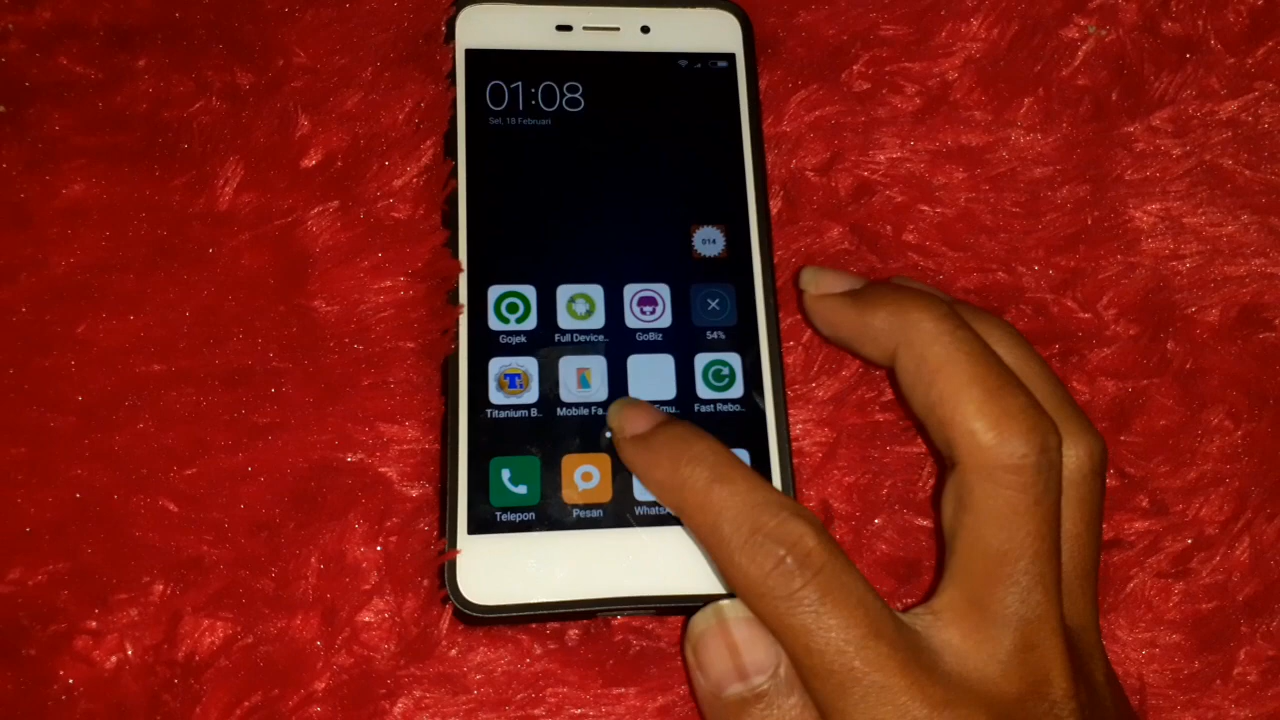 01:08
Sel, 18 Februari
014
Gojek
Full Device..
GoBiz
54%
Titanium B..
Mobile Fa..
Emu..
Fast Rebo..
Telepon
Pesan
WhatsA